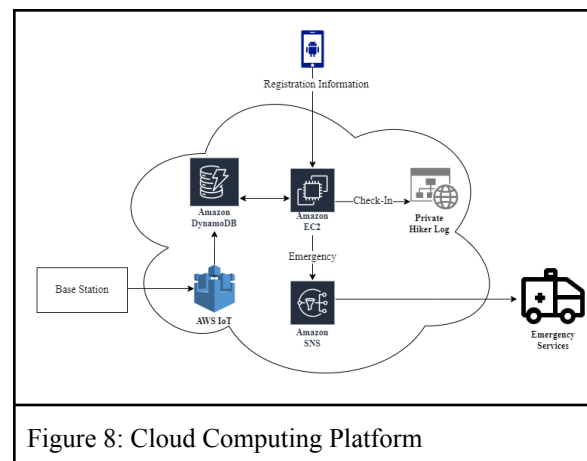 Registration Information
Amazon
DynamoDB
Amazon
EC2
Check-In
Private
Hiker Log
Emergency
Base Station
AWS IoT
Amazon
SNS
Emergency
Services
Figure 8: Cloud Computing Platform